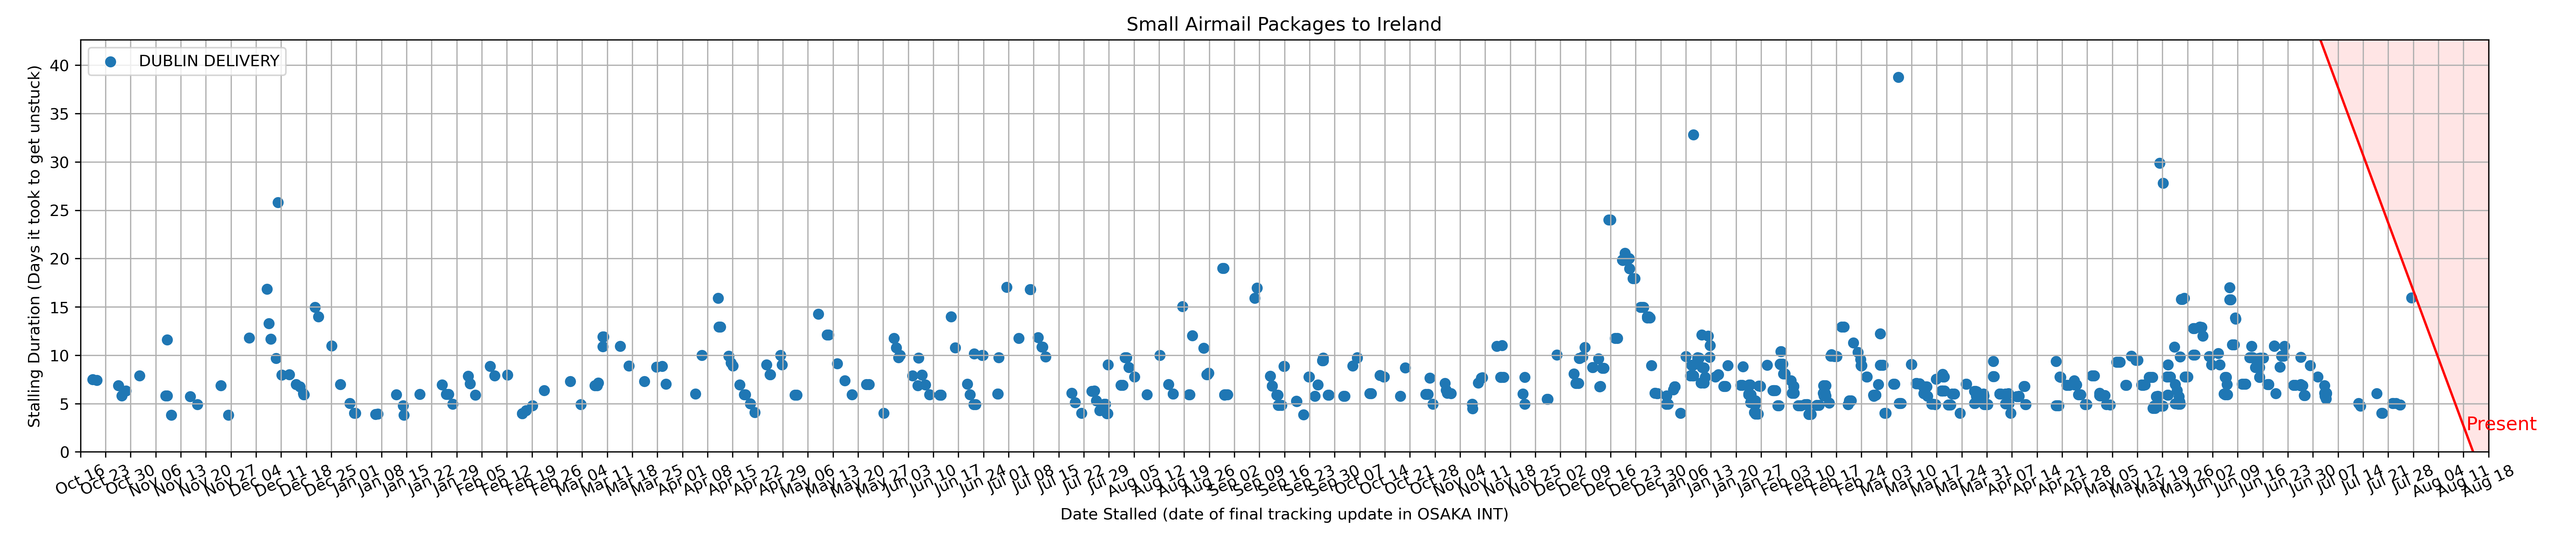 Small Airmail Packages to Ireland
DUBLIN DELIVERY
Stalling Duration (Days it took to get unstuck)
40
35
30
25
20
15
10
5
0
Present
Oct 16
Oct 23
Oct 30
Nov 06
Nov 13
Nov 20
Nov 27
Dec 04
Dec 11
Dec 18
Dec 25
Jan 01
Jan 08
Jan 15
Jan 22
Jan 29
Feb 05
Feb 12
Feb 19
Feb 26
Mar 04
Mar 11
Mar 18
Mar 25
Apr 01
Apr 08
Apr 15
Apr 22
Apr 29
May 06
May 13
May 20
May 27
Jun 03
Jun 10
Jun 17
Jun 24
Jul 01
Jul 08
Jul 15
Jul 22
Jul 29
Aug 05
Aug 12
Aug 19
Aug 26
Sep 02
Sep 09
Sep 16
Sep 23
Sep 30
Oct 07
Oct 14
Oct 21
Oct 28
Nov 04
Nov 11
Nov 18
Nov 25
Dec 02
Dec 09
Dec 16
Dec 23
Dec 30
Jan 06
Jan 13
Jan 20
Jan 27
Feb 03
Feb 10
Feb 17
Feb 24
Mar 03
Mar 10
Mar 17
Mar 24
Mar 31
Apr 07
Apr 14
Apr 21
Apr 28
May 05
May 12
May 19
May 26
Jun 02
Jun 09
Jun 16
Jun 23
Jun 30
Jul 07
Jul 14
Jul 21
Jul 28
Aug 04
Aug 11
Aug 18
Date Stalled (date of final tracking update in OSAKA INT)